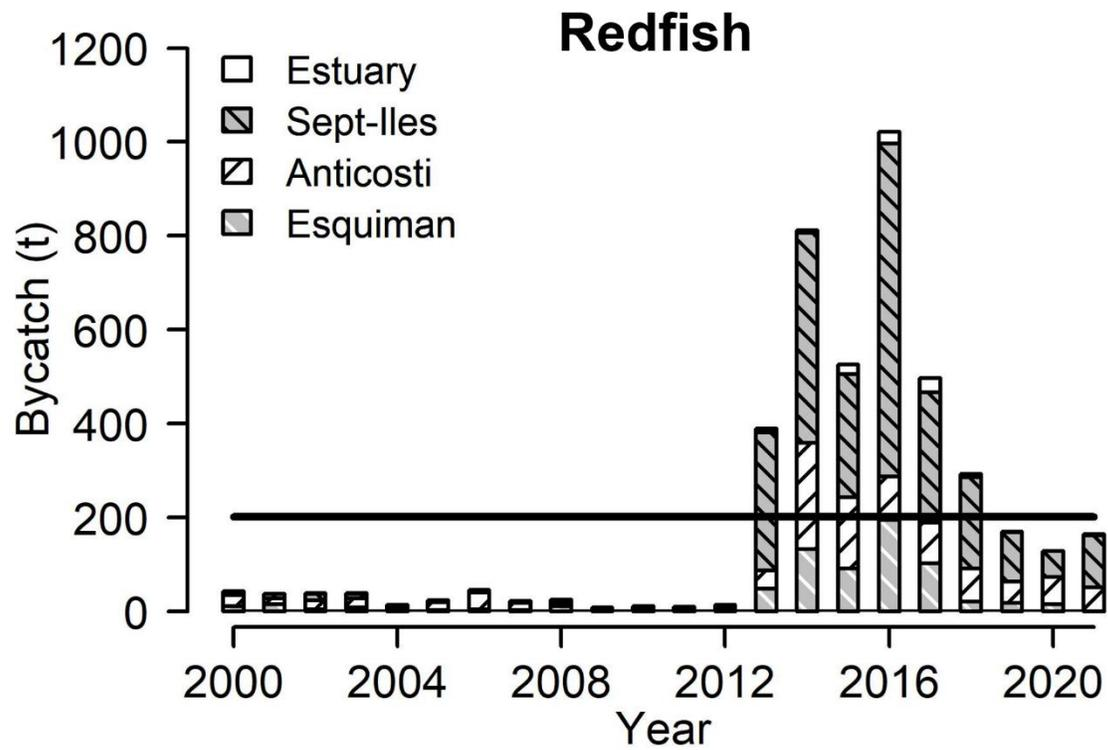 Redfish
1200
1000
800
600
400
200
0
Bycatch (t)
Estuary
Sept-Iles
Anticosti
Esquiman
2000 2004 2008 2012 2016 2020
Year